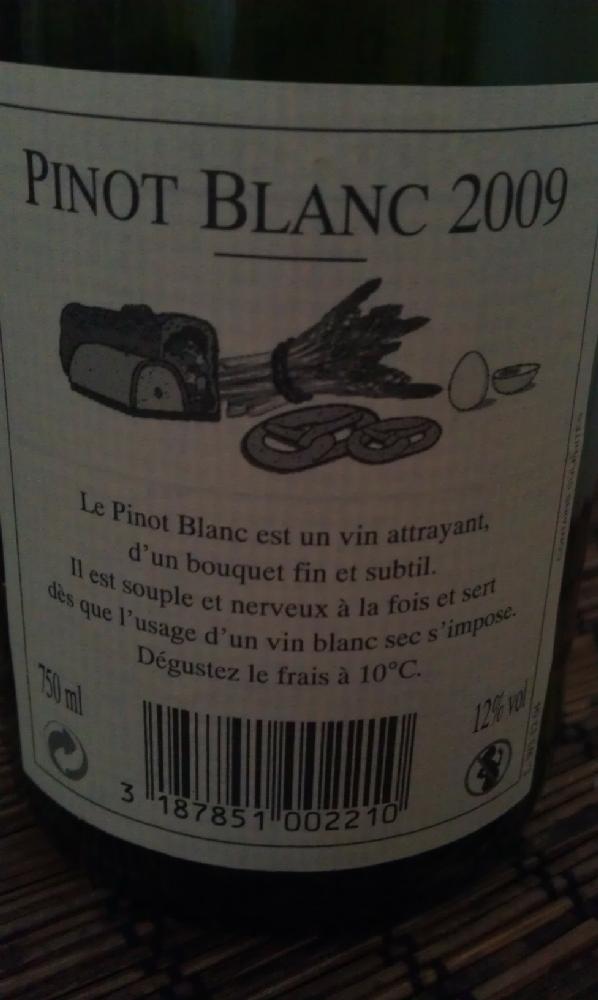 PINOT BLANC 2009
Le Pinot Blanc est un vin attrayant,
d'un bouquet fin et subtil.
Il est souple et nerveux à la fois et sert
dès que l'usage d'un vin blanc sec s'impose.
Dégustez le frais à 10°C.
750 ml
12% vol
3 187851 002210
CONTAINS SULPHITES